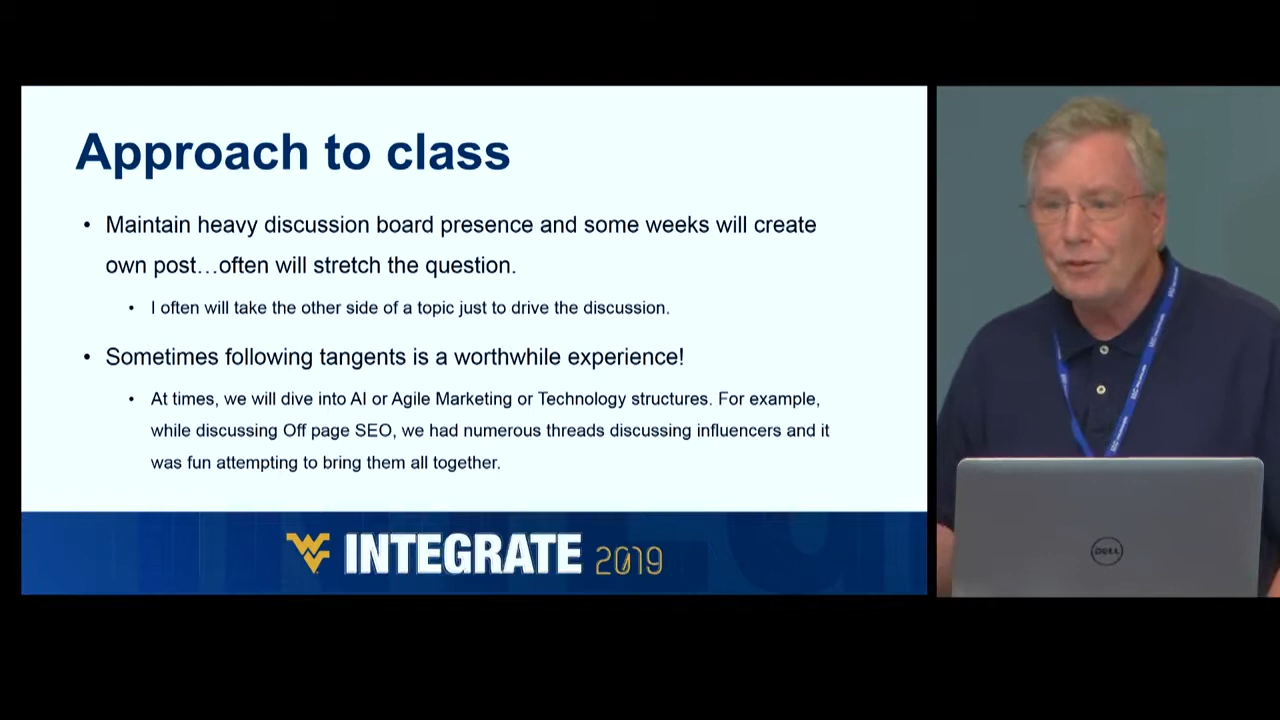 Approach to class
• Maintain heavy discussion board presence and some weeks will create
own post…often will stretch the question.
• I often will take the other side of a topic just to drive the discussion.
• Sometimes following tangents is a worthwhile experience!
• At times, we will dive into AI or Agile Marketing or Technology structures. For example,
while discussing Off page SEO, we had numerous threads discussing influencers and it
was fun attempting to bring them all together.
INTEGRATE 2019
DELL